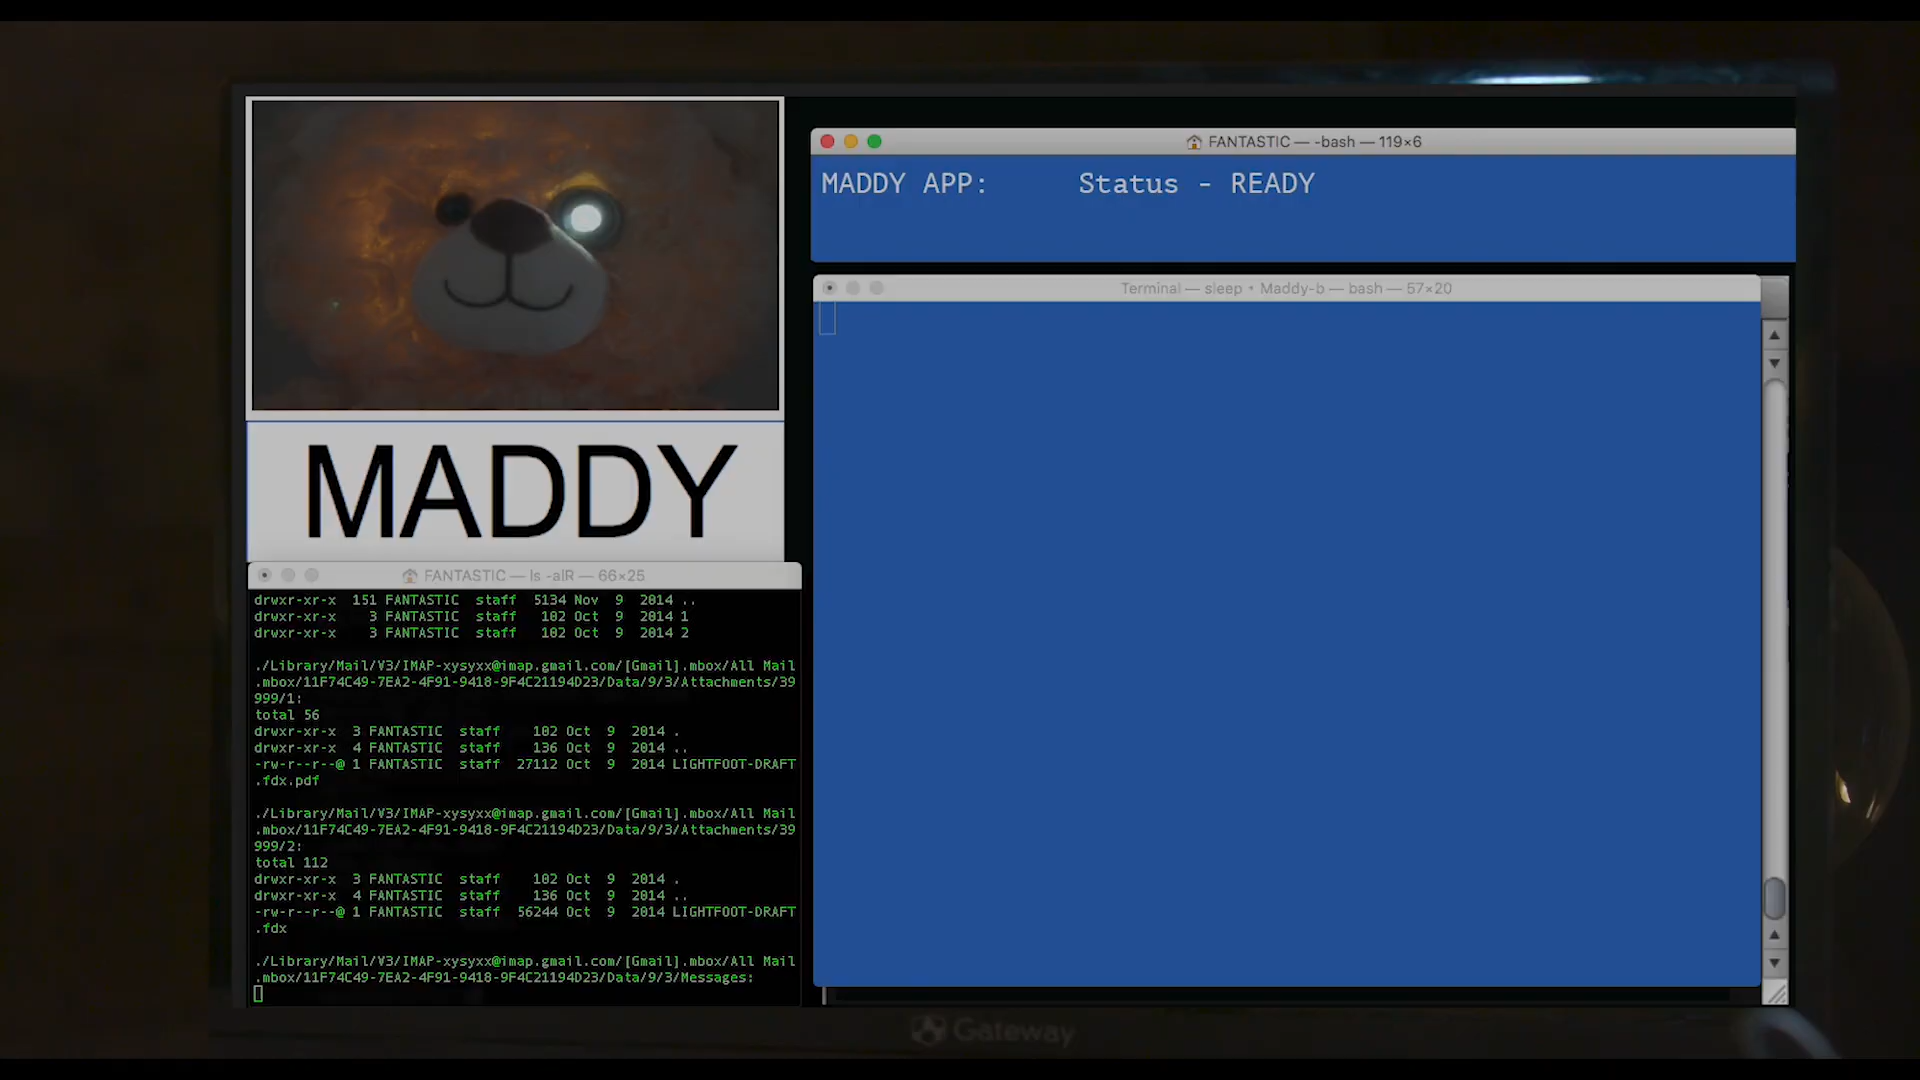 FANTASTIC — -bash — 119×6
MADDY APP: Status - READY
Terminal — sleep • Maddy-b — bash — 57×20
MADDY
FANTASTIC — ls -alR — 66×25
drwxr-xr-x 151 FANTASTIC staff 5134 Nov 9 2014 ..
drwxr-xr-x 3 FANTASTIC staff 102 Oct 9 2014 1
drwxr-xr-x 3 FANTASTIC staff 102 Oct 9 2014 2
./Library/Mail/V3/IMAP-xysyxx@imap.gmail.com/[Gmail].mbox/All Mail
.mbox/11F74C49-7EA2-4F91-9418-9F4C21194D23/Data/9/3/Attachments/39
999/1:
total 56
drwxr-xr-x 3 FANTASTIC staff 102 Oct 9 2014 .
drwxr-xr-x 4 FANTASTIC staff 136 Oct 9 2014 ..
-rw-r--r--@ 1 FANTASTIC staff 27112 Oct 9 2014 LIGHTFOOT-DRAFT
.fdx.pdf
./Library/Mail/V3/IMAP-xysyxx@imap.gmail.com/[Gmail].mbox/All Mail
.mbox/11F74C49-7EA2-4F91-9418-9F4C21194D23/Data/9/3/Attachments/39
999/2:
total 112
drwxr-xr-x 3 FANTASTIC staff 102 Oct 9 2014 .
drwxr-xr-x 4 FANTASTIC staff 136 Oct 9 2014 ..
-rw-r--r--@ 1 FANTASTIC staff 56244 Oct 9 2014 LIGHTFOOT-DRAFT
.fdx
./Library/Mail/V3/IMAP-xysyxx@imap.gmail.com/[Gmail].mbox/All Mail
.mbox/11F74C49-7EA2-4F91-9418-9F4C21194D23/Data/9/3/Messages:
Gateway